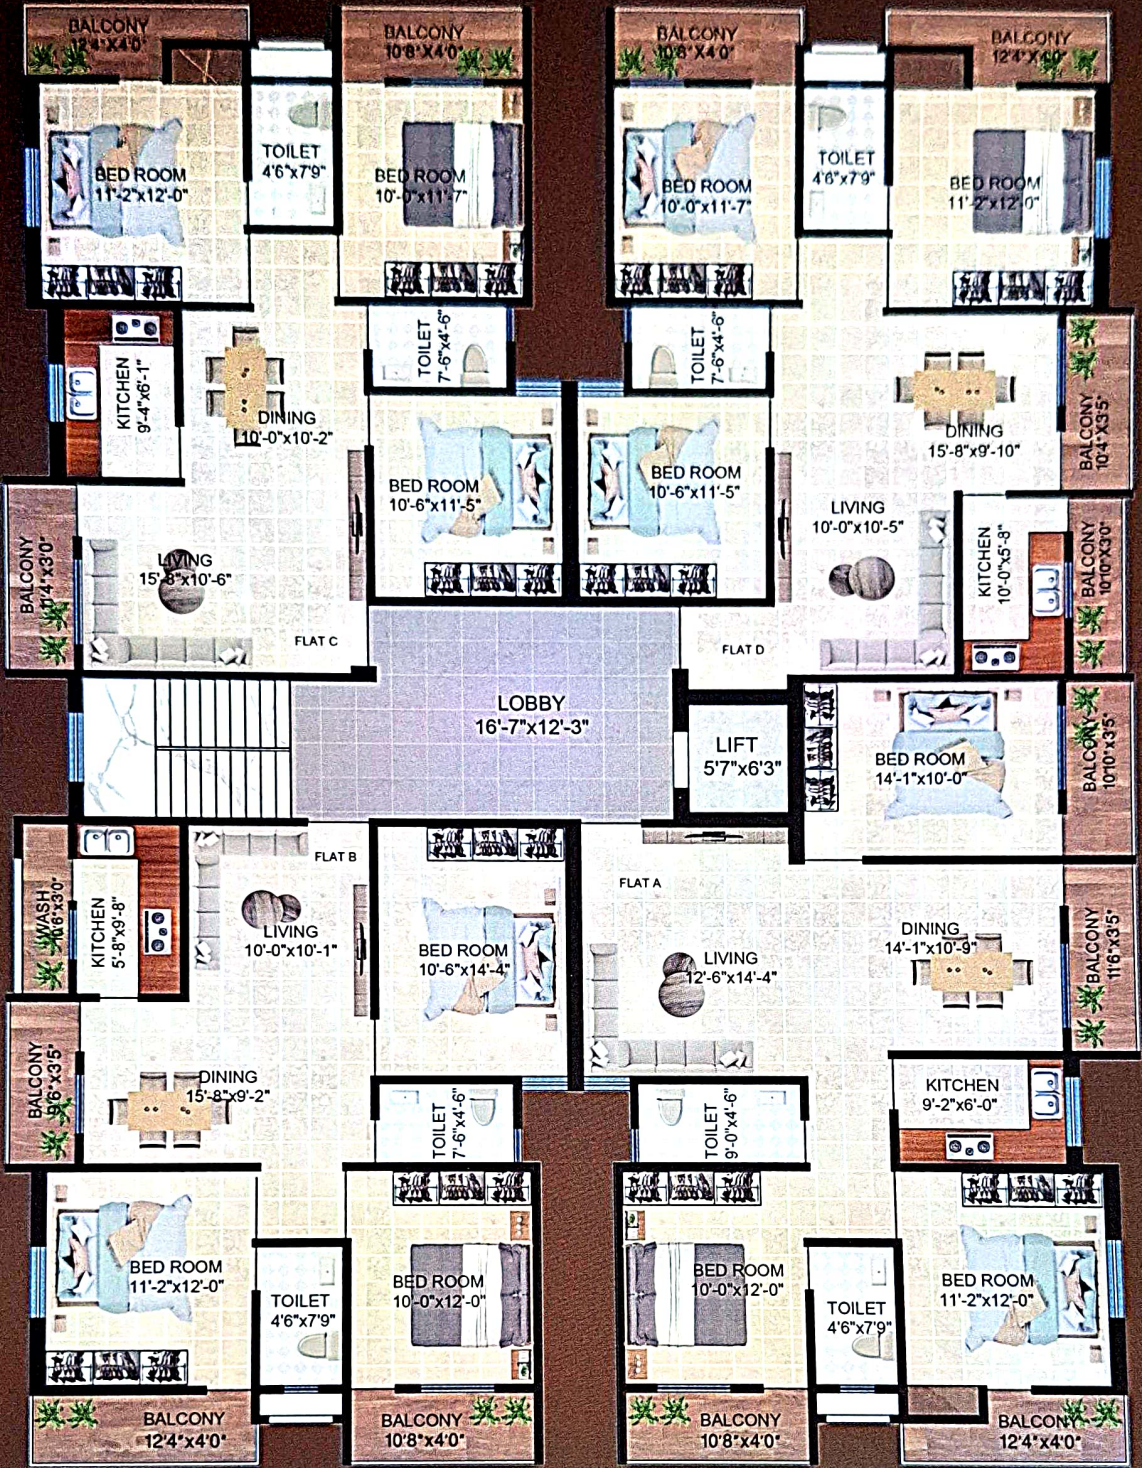 BALCONY
12'4"X4'0"
BALCONY
10'8"X4'0"
BALCONY
10'8"X4'0"
BALCONY
12'4"X4'0"
BED ROOM
11'-2"x12'-0"
TOILET
4'6"x7'9"
BED ROOM
10'-0"x11'-7"
BED ROOM
10'-0"x11'-7"
TOILET
4'6"x7'9"
BED ROOM
11'-2"x12'-0"
KITCHEN
9'-4"x6'-1"
DINING
10'-0"x10'-2"
TOILET
7'-6"x4'-6"
TOILET
7'-6"x4'-6"
DINING
15'-8"x9'-10"
BALCONY
10'4"X3'5"
BED ROOM
10'-6"x11'-5"
BED ROOM
10'-6"x11'-5"
LIVING
10'-0"x10'-5"
KITCHEN
10'-0"x5'-8"
BALCONY
10'10"X3'0"
BALCONY
11'4"x3'0"
LIVING
15'-8"x10'-6"
FLAT C
FLAT D
LOBBY
16'-7"x12'-3"
LIFT
5'7"x6'3"
BED ROOM
14'-1"x10'-0"
BALCONY
10'10"x3'5"
WASH
10'6"x3'0"
KITCHEN
5'-8"x9'-8"
FLAT B
LIVING
10'-0"x10'-1"
BED ROOM
10'-6"x14'-4"
FLAT A
LIVING
12'-6"x14'-4"
DINING
14'-1"x10'-9"
BALCONY
11'6"x3'5"
BALCONY
9'6"x3'5"
DINING
15'-8"x9'-2"
TOILET
7'-6"x4'-6"
TOILET
9'-0"x4'-6"
KITCHEN
9'-2"x6'-0"
BED ROOM
11'-2"x12'-0"
TOILET
4'6"x7'9"
BED ROOM
10'-0"x12'-0"
BED ROOM
10'-0"x12'-0"
TOILET
4'6"x7'9"
BED ROOM
11'-2"x12'-0"
BALCONY
12'4"x4'0"
BALCONY
10'8"x4'0"
BALCONY
10'8"x4'0"
BALCONY
12'4"x4'0"